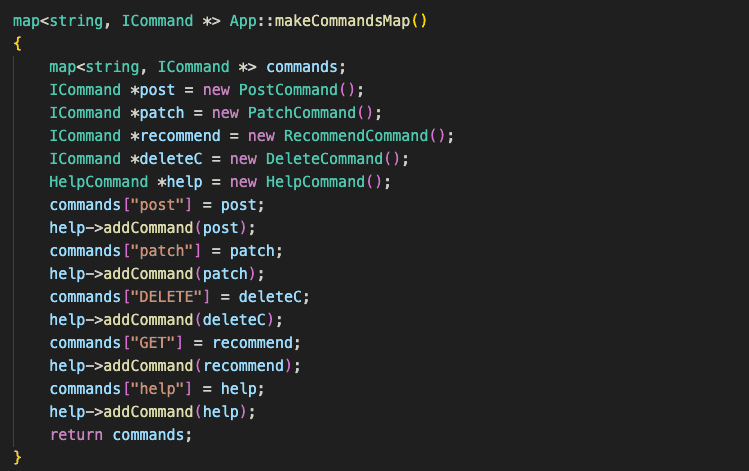 map<string, ICommand *> App::makeCommandsMap()
{
    map<string, ICommand *> commands;
    ICommand *post = new PostCommand();
    ICommand *patch = new PatchCommand();
    ICommand *recommend = new RecommendCommand();
    ICommand *deleteC = new DeleteCommand();
    HelpCommand *help = new HelpCommand();
    commands["post"] = post;
    help->addCommand(post);
    commands["patch"] = patch;
    help->addCommand(patch);
    commands["DELETE"] = deleteC;
    help->addCommand(deleteC);
    commands["GET"] = recommend;
    help->addCommand(recommend);
    commands["help"] = help;
    help->addCommand(help);
    return commands;
}